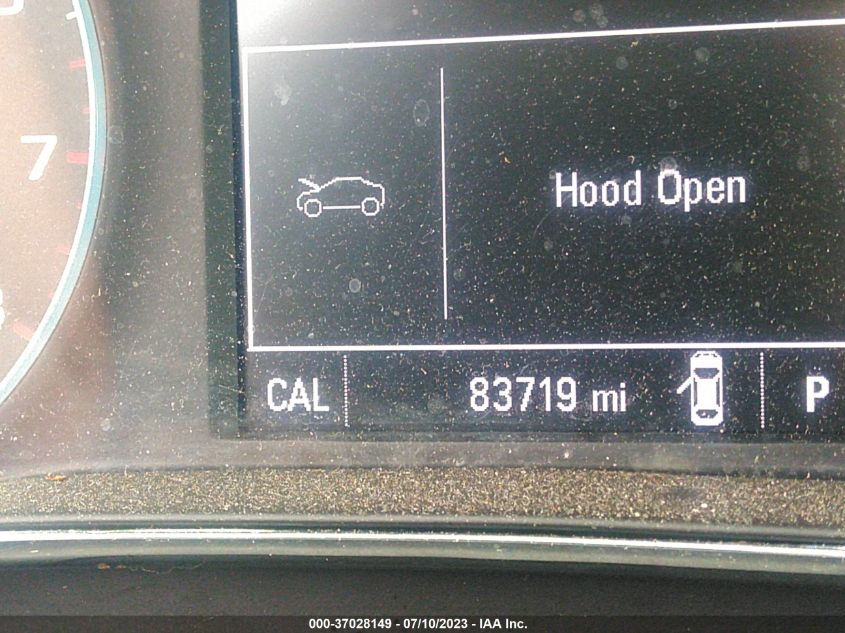 7
Hood Open
CAL 83719 mi P
000-37028149 - 07/10/2023 - IAA Inc.